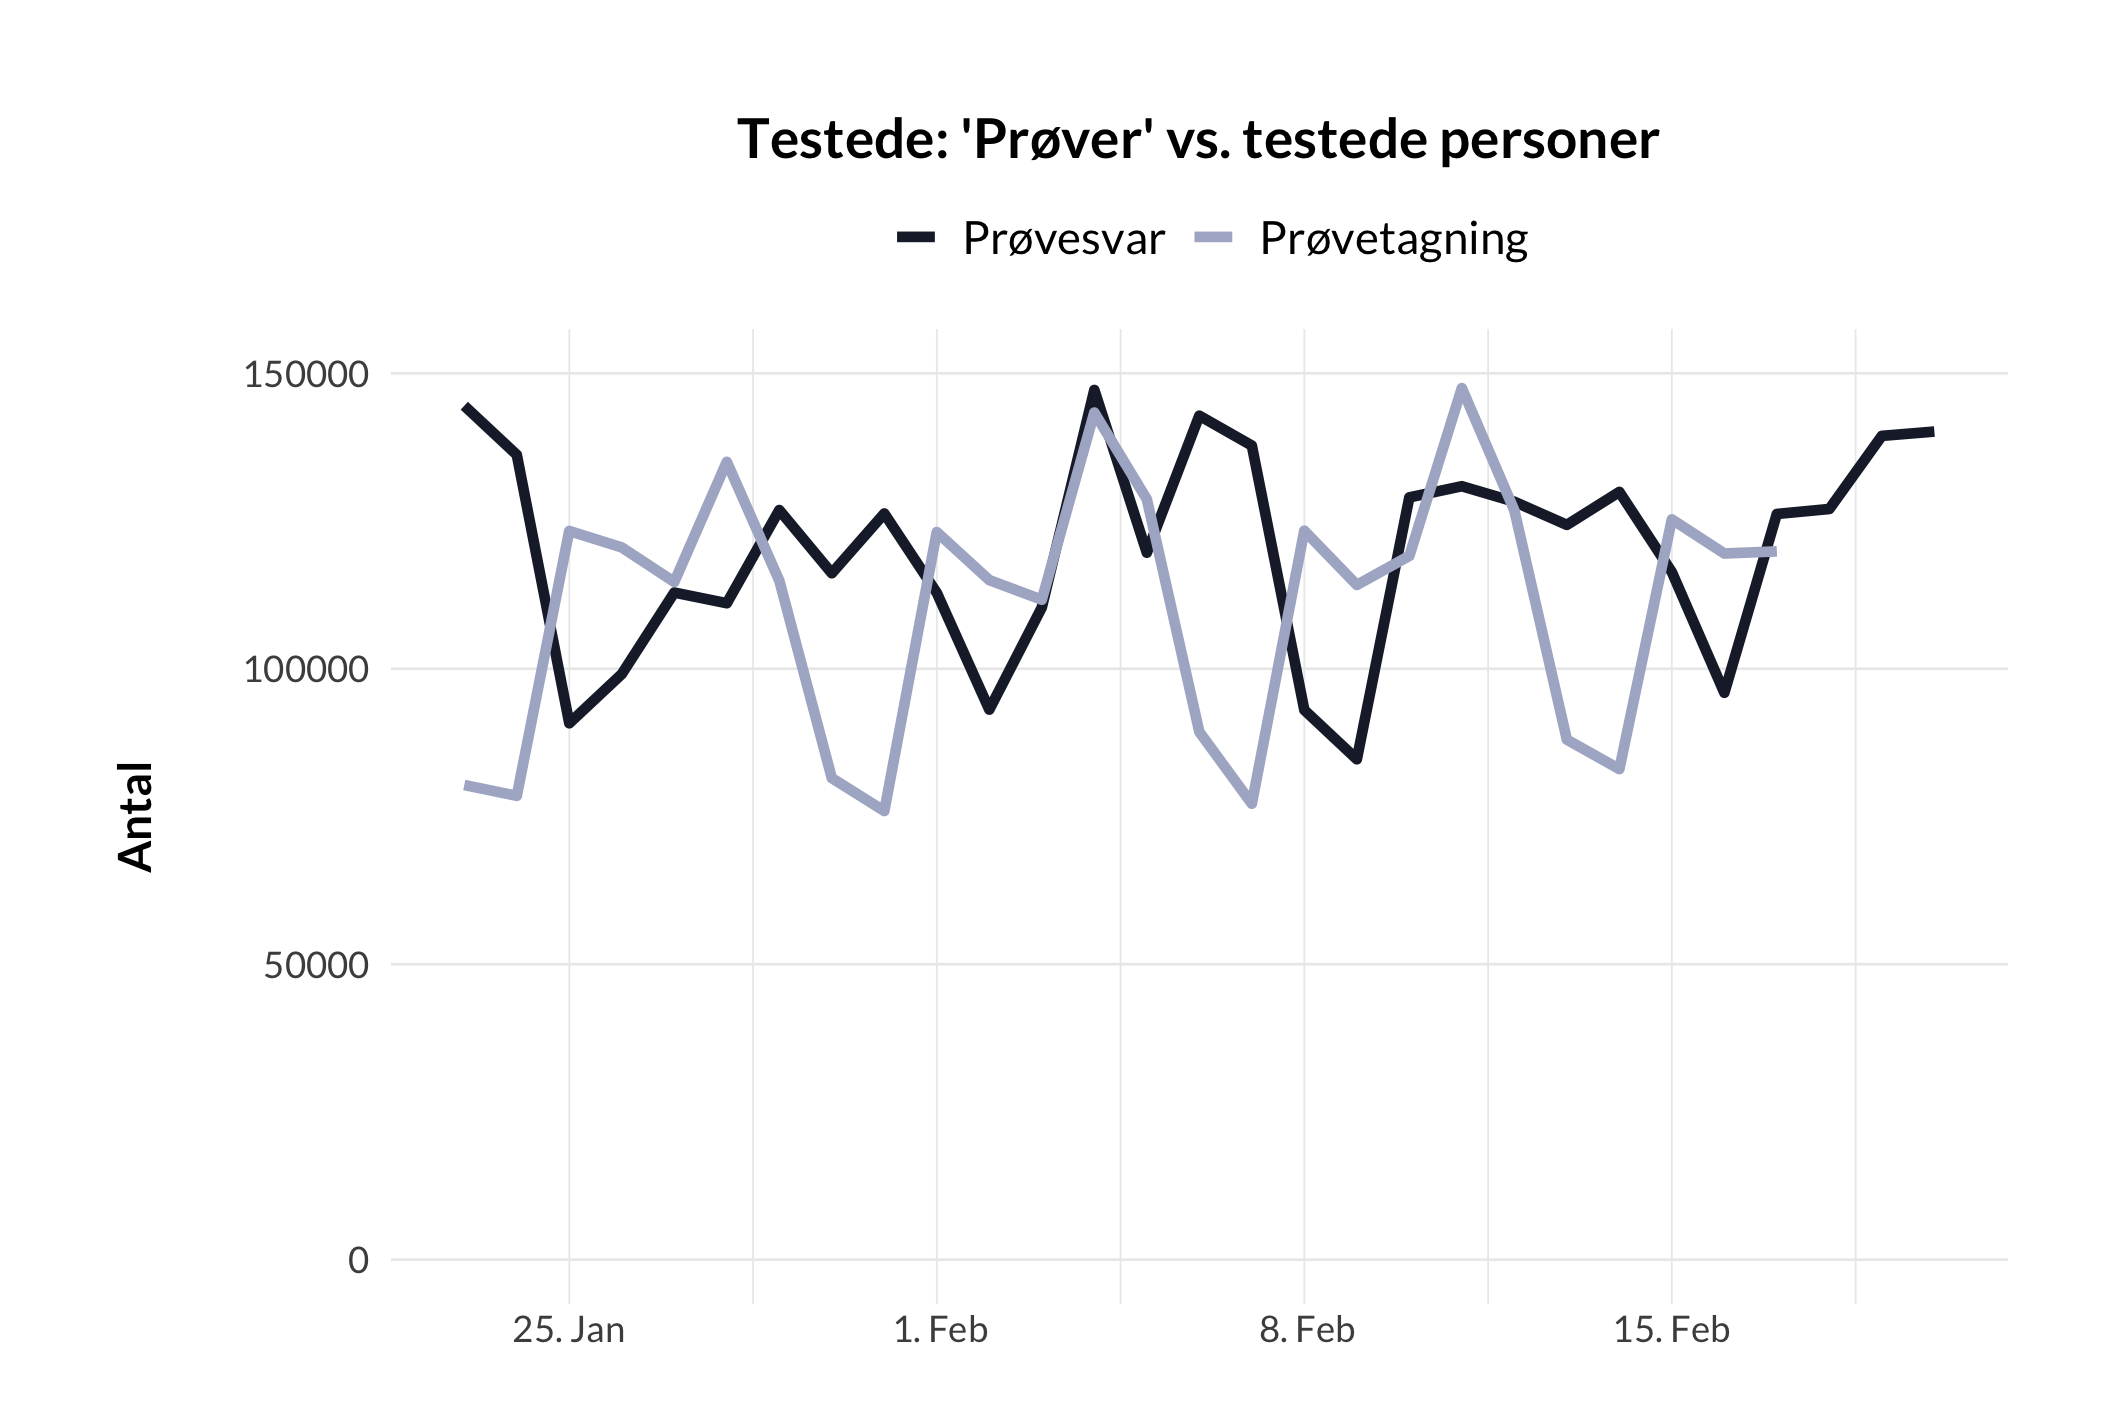 Testede: 'Prøver' vs. testede personer
Prøvesvar Prøvetagning
150000
100000
50000
0
Antal
25. Jan 1. Feb 8. Feb 15. Feb